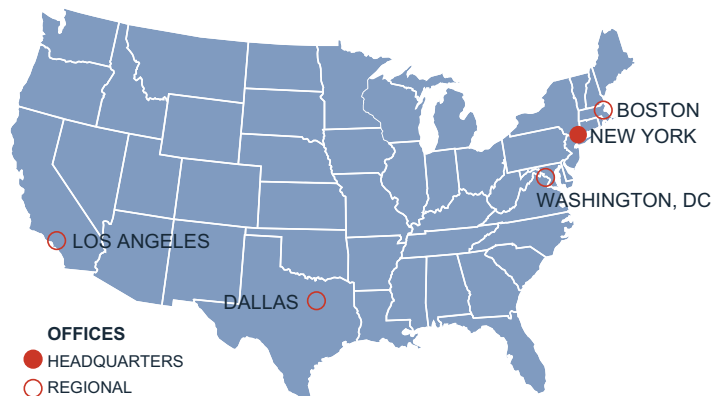 BOSTON
NEW YORK
WASHINGTON, DC
LOS ANGELES
DALLAS
OFFICES
HEADQUARTERS
REGIONAL